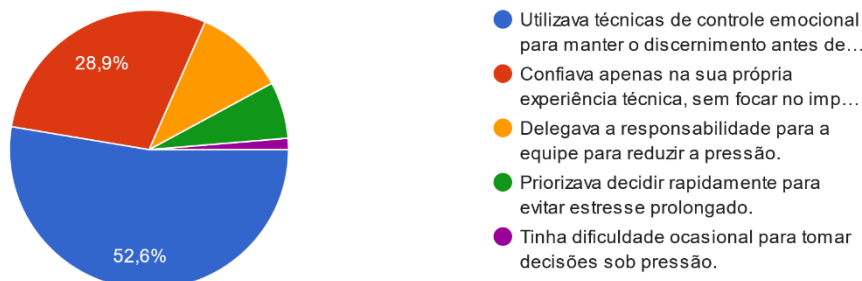 28,9%
52,6%
Utilizava técnicas de controle emocional
para manter o discernimento antes de…
Confiava apenas na sua própria
experiência técnica, sem focar no imp…
Delegava a responsabilidade para a
equipe para reduzir a pressão.
Priorizava decidir rapidamente para
evitar estresse prolongado.
Tinha dificuldade ocasional para tomar
decisões sob pressão.